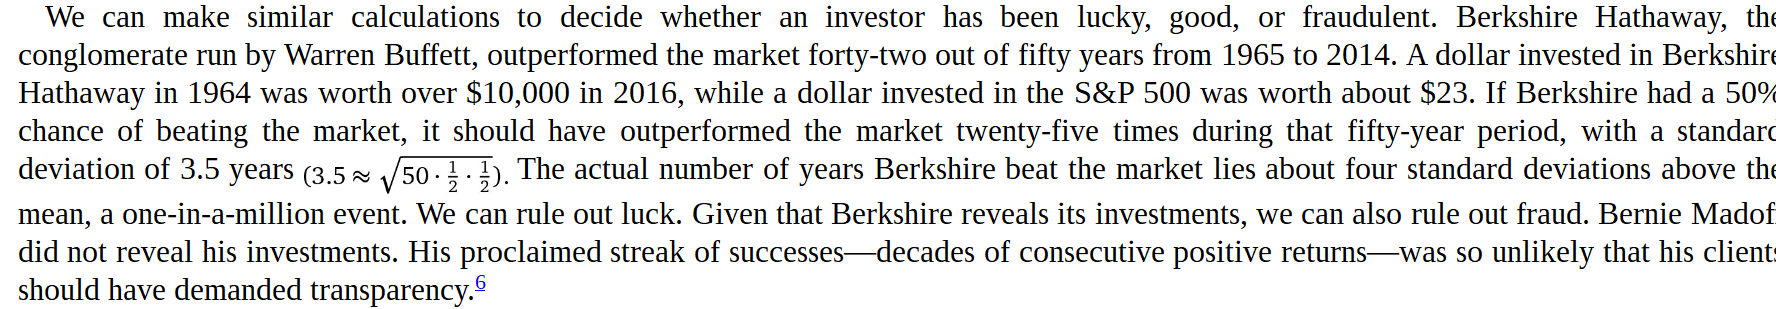 We can make similar calculations to decide whether an investor has been lucky, good, or fraudulent. Berkshire Hathaway, the
conglomerate run by Warren Buffett, outperformed the market forty-two out of fifty years from 1965 to 2014. A dollar invested in Berkshire
Hathaway in 1964 was worth over $10,000 in 2016, while a dollar invested in the S&P 500 was worth about $23. If Berkshire had a 50%
chance of beating the market, it should have outperformed the market twenty-five times during that fifty-year period, with a standard
deviation of 3.5 years (3.5 ≈ √(50 · 1/2 · 1/2)). The actual number of years Berkshire beat the market lies about four standard deviations above the
mean, a one-in-a-million event. We can rule out luck. Given that Berkshire reveals its investments, we can also rule out fraud. Bernie Madoff
did not reveal his investments. His proclaimed streak of successes—decades of consecutive positive returns—was so unlikely that his clients
should have demanded transparency.6